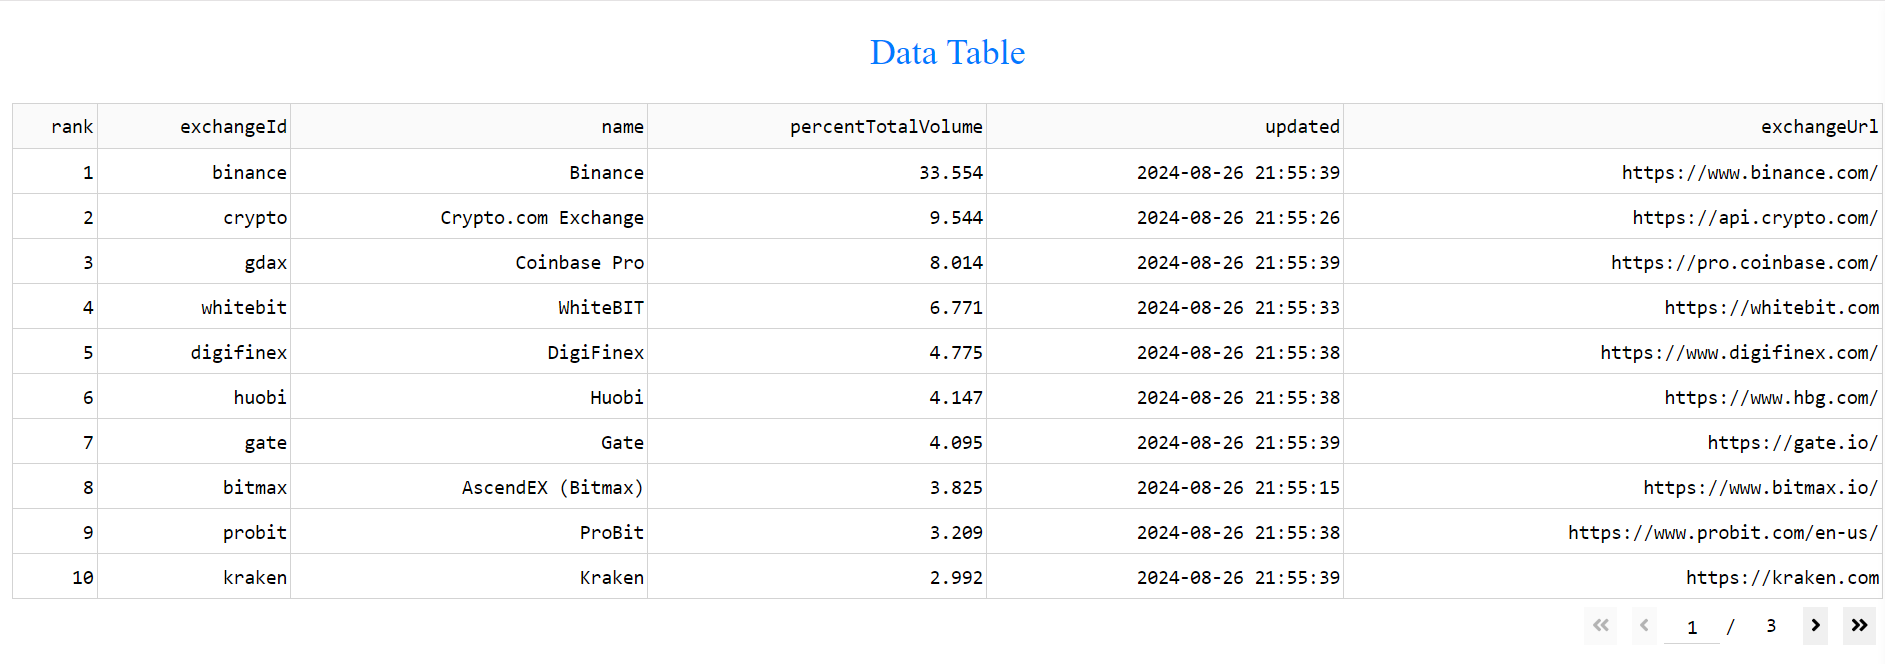 Data Table
rank exchangeId name percentTotalVolume updated exchangeUrl
1 binance Binance 33.554 2024-08-26 21:55:39 https://www.binance.com/
2 crypto Crypto.com Exchange 9.544 2024-08-26 21:55:26 https://api.crypto.com/
3 gdax Coinbase Pro 8.014 2024-08-26 21:55:39 https://pro.coinbase.com/
4 whitebit WhiteBIT 6.771 2024-08-26 21:55:33 https://whitebit.com
5 digifinex DigiFinex 4.775 2024-08-26 21:55:38 https://www.digifinex.com/
6 huobi Huobi 4.147 2024-08-26 21:55:38 https://www.hbg.com/
7 gate Gate 4.095 2024-08-26 21:55:39 https://gate.io/
8 bitmax AscendEX (Bitmax) 3.825 2024-08-26 21:55:15 https://www.bitmax.io/
9 probit ProBit 3.209 2024-08-26 21:55:38 https://www.probit.com/en-us/
10 kraken Kraken 2.992 2024-08-26 21:55:39 https://kraken.com
1 / 3